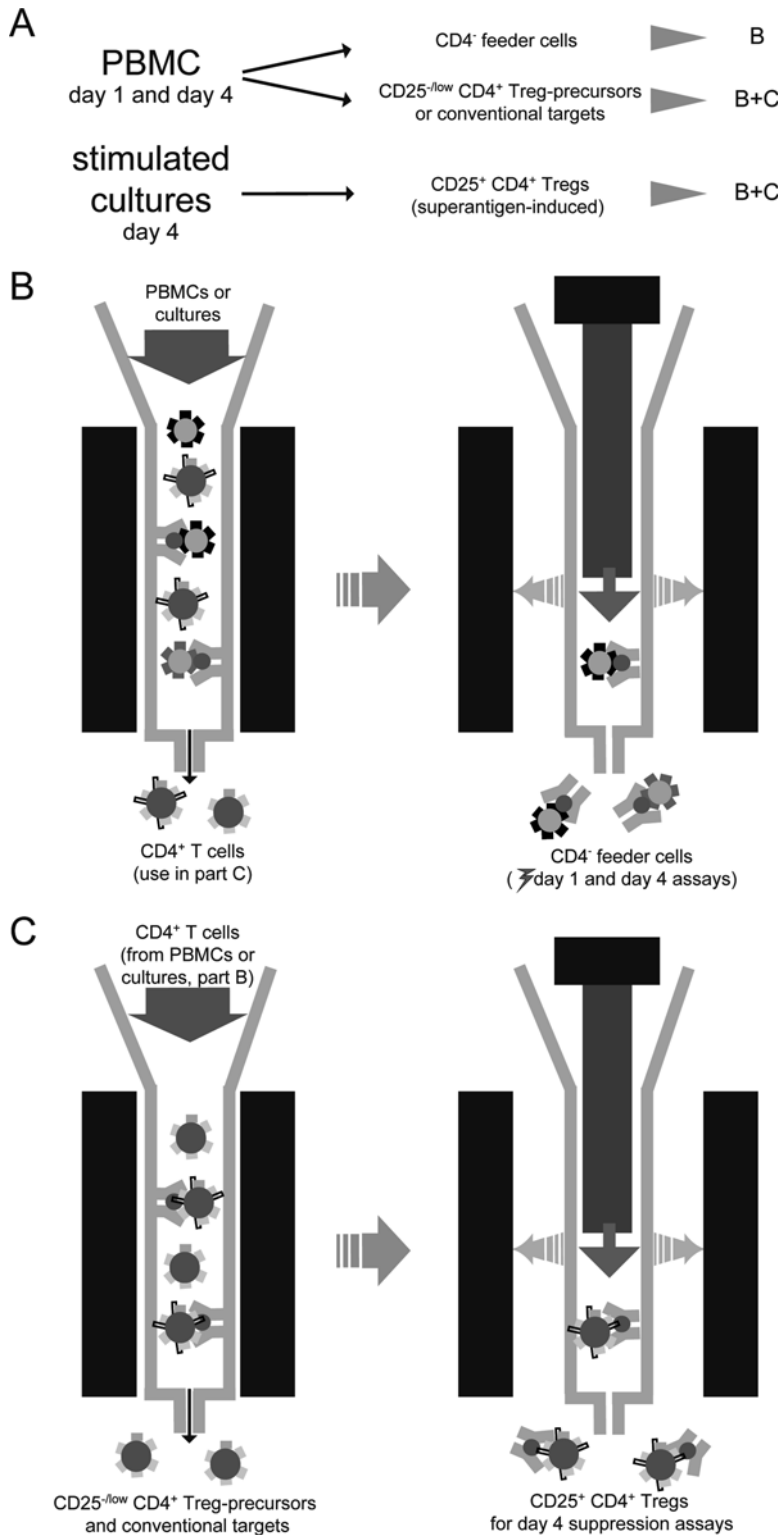 A
PBMC
day 1 and day 4
CD4⁻ feeder cells
B
CD25⁻/ˡᵒʷ CD4⁺ Treg-precursors
or conventional targets
B+C
stimulated
cultures
day 4
CD25⁺ CD4⁺ Tregs
(superantigen-induced)
B+C
B
PBMCs or
cultures
CD4⁺ T cells
(use in part C)
CD4⁻ feeder cells
( day 1 and day 4 assays)
C
CD4⁺ T cells
(from PBMCs or
cultures, part B)
CD25⁻/ˡᵒʷ CD4⁺ Treg-precursors
and conventional targets
CD25⁺ CD4⁺ Tregs
for day 4 suppression assays